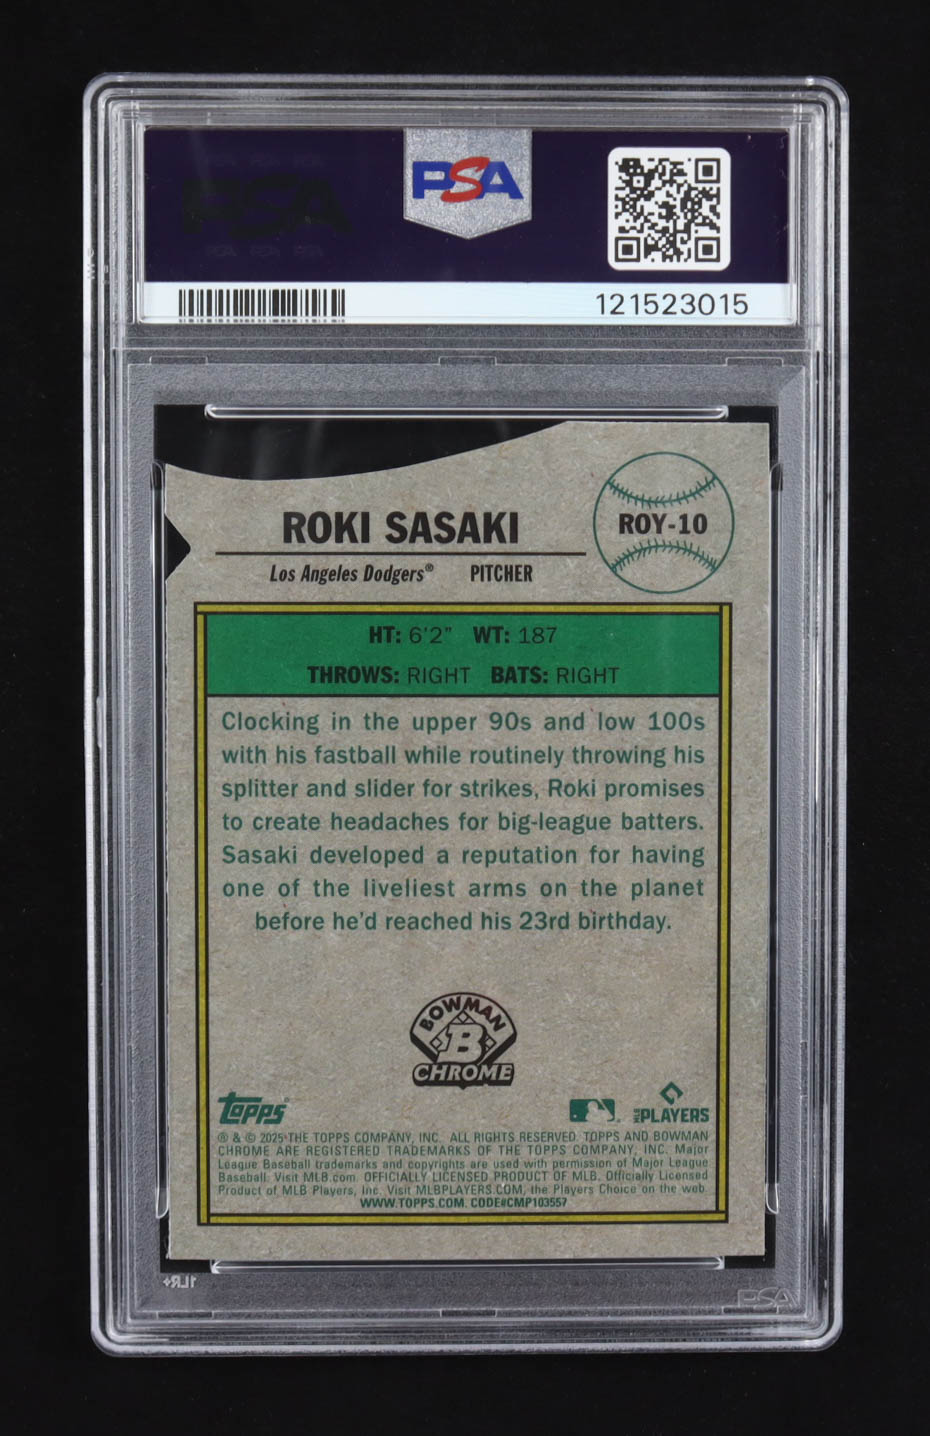 PSA
121523015
ROKI SASAKI
ROY-10
Los Angeles Dodgers® PITCHER
HT: 6'2" WT: 187
THROWS: RIGHT BATS: RIGHT
Clocking in the upper 90s and low 100s
with his fastball while routinely throwing his
splitter and slider for strikes, Roki promises
to create headaches for big-league batters.
Sasaki developed a reputation for having
one of the liveliest arms on the planet
before he'd reached his 23rd birthday.
BOWMAN
B
CHROME
Topps®
MLB PLAYERS
® & © 2025 THE TOPPS COMPANY, INC. ALL RIGHTS RESERVED. TOPPS AND BOWMAN
CHROME ARE REGISTERED TRADEMARKS OF THE TOPPS COMPANY, INC. Major
League Baseball trademarks and copyrights are used with permission of Major League
Baseball. Visit MLB.com. OFFICIALLY LICENSED PRODUCT OF MLB. Officially Licensed
Product of MLB Players, Inc. Visit MLBPLAYERS.COM, the Players Choice on the web.
WWW.TOPPS.COM. CODE#CMP103557
1LR+
PSA